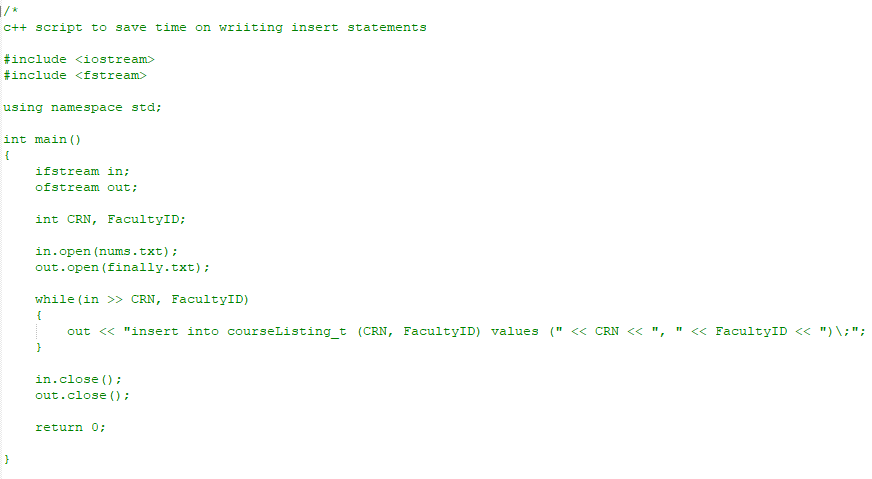 /*
c++ script to save time on wriiting insert statements
#include <iostream>
#include <fstream>
using namespace std;
int main()
{
ifstream in;
ofstream out;
int CRN, FacultyID;
in.open(nums.txt);
out.open(finally.txt);
while(in >> CRN, FacultyID)
{
out << "insert into courseListing_t (CRN, FacultyID) values (" << CRN << ", " << FacultyID << ")\;";
}
in.close();
out.close();
return 0;
}